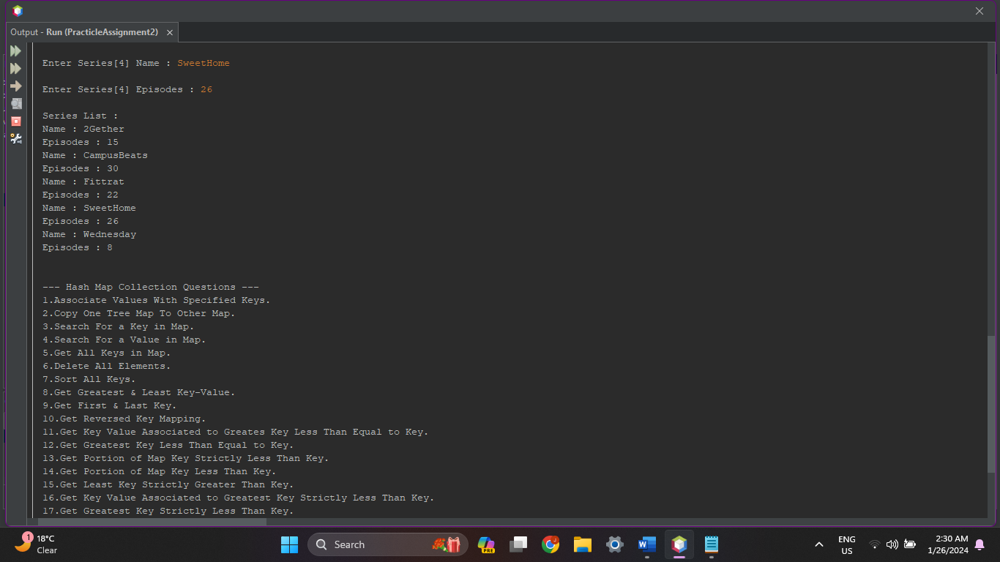 Output - Run (PracticleAssignment2) ×
Enter Series[4] Name : SweetHome
Enter Series[4] Episodes : 26
Series List :
Name : 2Gether
Episodes : 15
Name : CampusBeats
Episodes : 30
Name : Fittrat
Episodes : 22
Name : SweetHome
Episodes : 26
Name : Wednesday
Episodes : 8
--- Hash Map Collection Questions ---
1.Associate Values With Specified Keys.
2.Copy One Tree Map To Other Map.
3.Search For a Key in Map.
4.Search For a Value in Map.
5.Get All Keys in Map.
6.Delete All Elements.
7.Sort All Keys.
8.Get Greatest & Least Key-Value.
9.Get First & Last Key.
10.Get Reversed Key Mapping.
11.Get Key Value Associated to Greates Key Less Than Equal to Key.
12.Get Greatest Key Less Than Equal to Key.
13.Get Portion of Map Key Strictly Less Than Key.
14.Get Portion of Map Key Less Than Key.
15.Get Least Key Strictly Greater Than Key.
16.Get Key Value Associated to Greatest Key Strictly Less Than Key.
17.Get Greatest Key Strictly Less Than Key.
1
18°C
Clear
Search
PRE
ENG
US
2:30 AM
1/26/2024